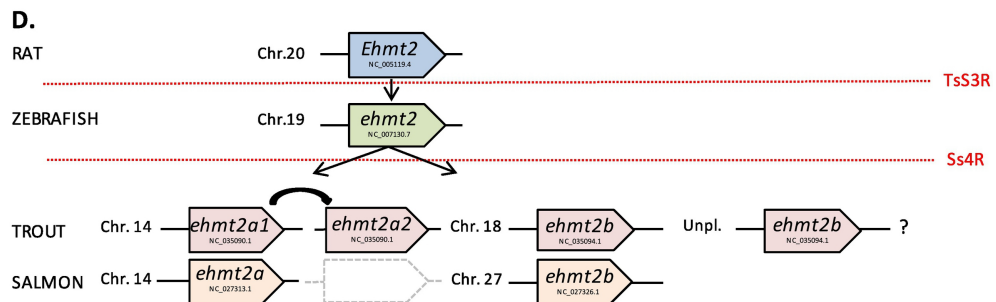 D.
RAT Chr.20 Ehmt2
NC_005119.4
TsS3R
ZEBRAFISH Chr.19 ehmt2
NC_007130.7
Ss4R
TROUT Chr. 14 ehmt2a1 ehmt2a2 Chr. 18 ehmt2b Unpl. ehmt2b ?
NC_035090.1 NC_035090.1 NC_035094.1 NC_035094.1
SALMON Chr. 14 ehmt2a Chr. 27 ehmt2b
NC_027313.1 NC_027326.1